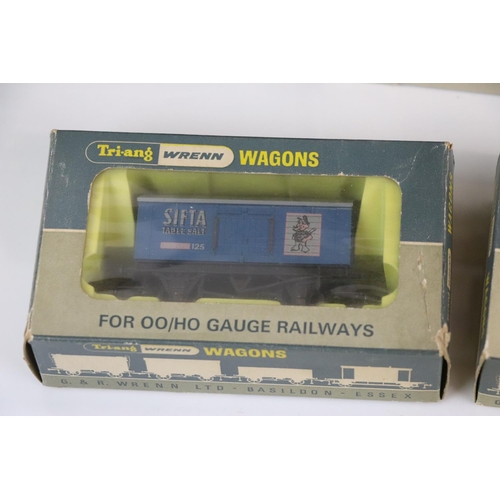 Tri-ang WRENN WAGONS
SIFTA
TABLE SALT
125
FOR OO/HO GAUGE RAILWAYS
Tri-ang WRENN WAGONS
G. & R. WRENN LTD - BASILDON - ESSEX